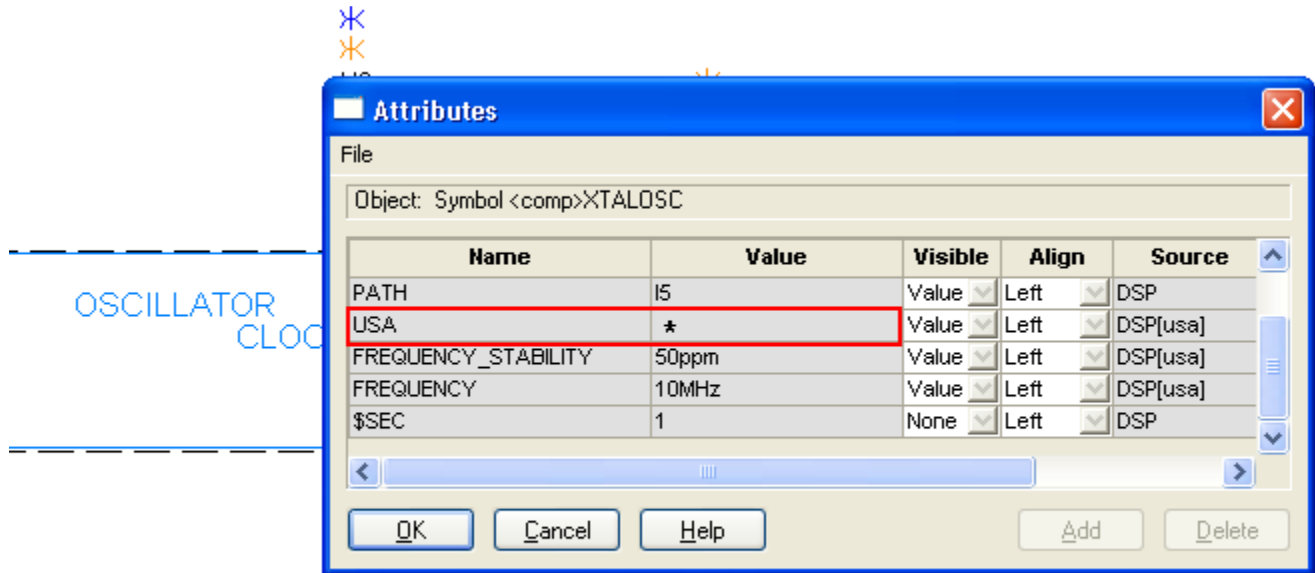 Attributes
File
Object: Symbol <comp>XTALOSC
Name Value Visible Align Source
PATH I5 Value Left DSP
USA * Value Left DSP[usa]
FREQUENCY_STABILITY 50ppm Value Left DSP[usa]
FREQUENCY 10MHz Value Left DSP[usa]
$SEC 1 None Left DSP
OK Cancel Help Add Delete
OSCILLATOR
CLOC